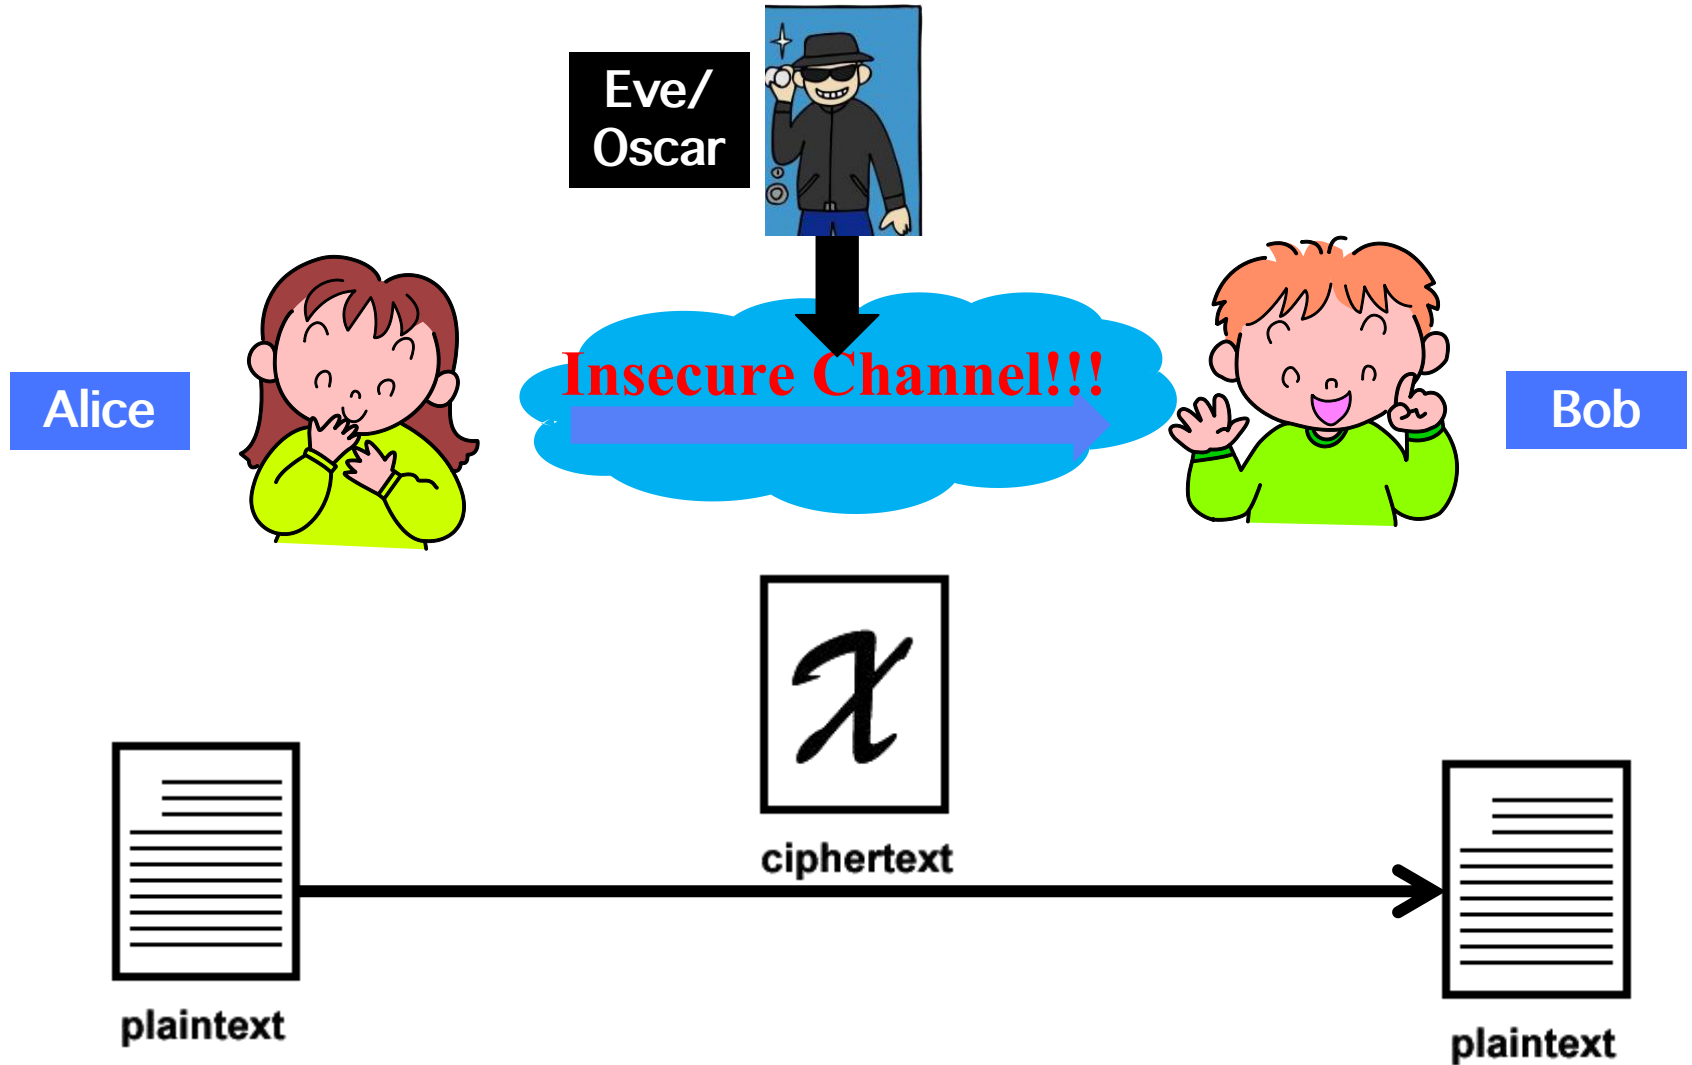 Eve/
Oscar
Insecure Channel!!!
Alice
Bob
X
ciphertext
plaintext
plaintext